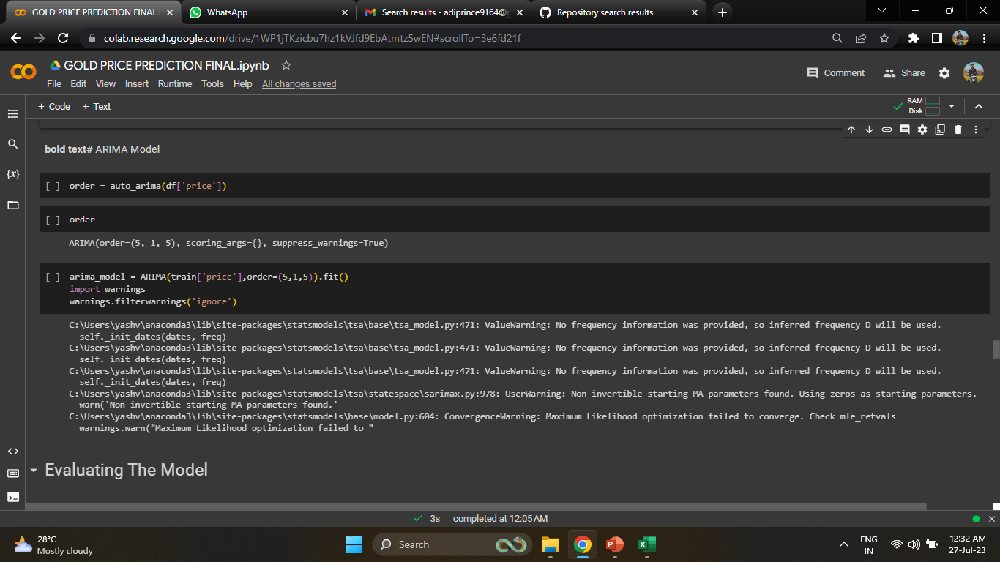 GOLD PRICE PREDICTION FINAL.i
WhatsApp
Search results - adiprince9164@g
Repository search results
colab.research.google.com/drive/1WP1jTKzicbu7hz1kVJfd9EbAtmtz5wEN#scrollTo=3e6fd21f
GOLD PRICE PREDICTION FINAL.ipynb
Comment
Share
File Edit View Insert Runtime Tools Help All changes saved
+ Code + Text
RAM
Disk
bold text# ARIMA Model
[ ] order = auto_arima(df['price'])
[ ] order
ARIMA(order=(5, 1, 5), scoring_args={}, suppress_warnings=True)
[ ] arima_model = ARIMA(train['price'],order=(5,1,5)).fit()
import warnings
warnings.filterwarnings('ignore')
C:\Users\yashv\anaconda3\lib\site-packages\statsmodels\tsa\base\tsa_model.py:471: ValueWarning: No frequency information was provided, so inferred frequency D will be used.
self._init_dates(dates, freq)
C:\Users\yashv\anaconda3\lib\site-packages\statsmodels\tsa\base\tsa_model.py:471: ValueWarning: No frequency information was provided, so inferred frequency D will be used.
self._init_dates(dates, freq)
C:\Users\yashv\anaconda3\lib\site-packages\statsmodels\tsa\base\tsa_model.py:471: ValueWarning: No frequency information was provided, so inferred frequency D will be used.
self._init_dates(dates, freq)
C:\Users\yashv\anaconda3\lib\site-packages\statsmodels\tsa\statespace\sarimax.py:978: UserWarning: Non-invertible starting MA parameters found. Using zeros as starting parameters.
warn('Non-invertible starting MA parameters found.'
C:\Users\yashv\anaconda3\lib\site-packages\statsmodels\base\model.py:604: ConvergenceWarning: Maximum Likelihood optimization failed to converge. Check mle_retvals
warnings.warn("Maximum Likelihood optimization failed to "
Evaluating The Model
3s completed at 12:05 AM
28°C
Mostly cloudy
Search
ENG
IN
12:32 AM
27-Jul-23